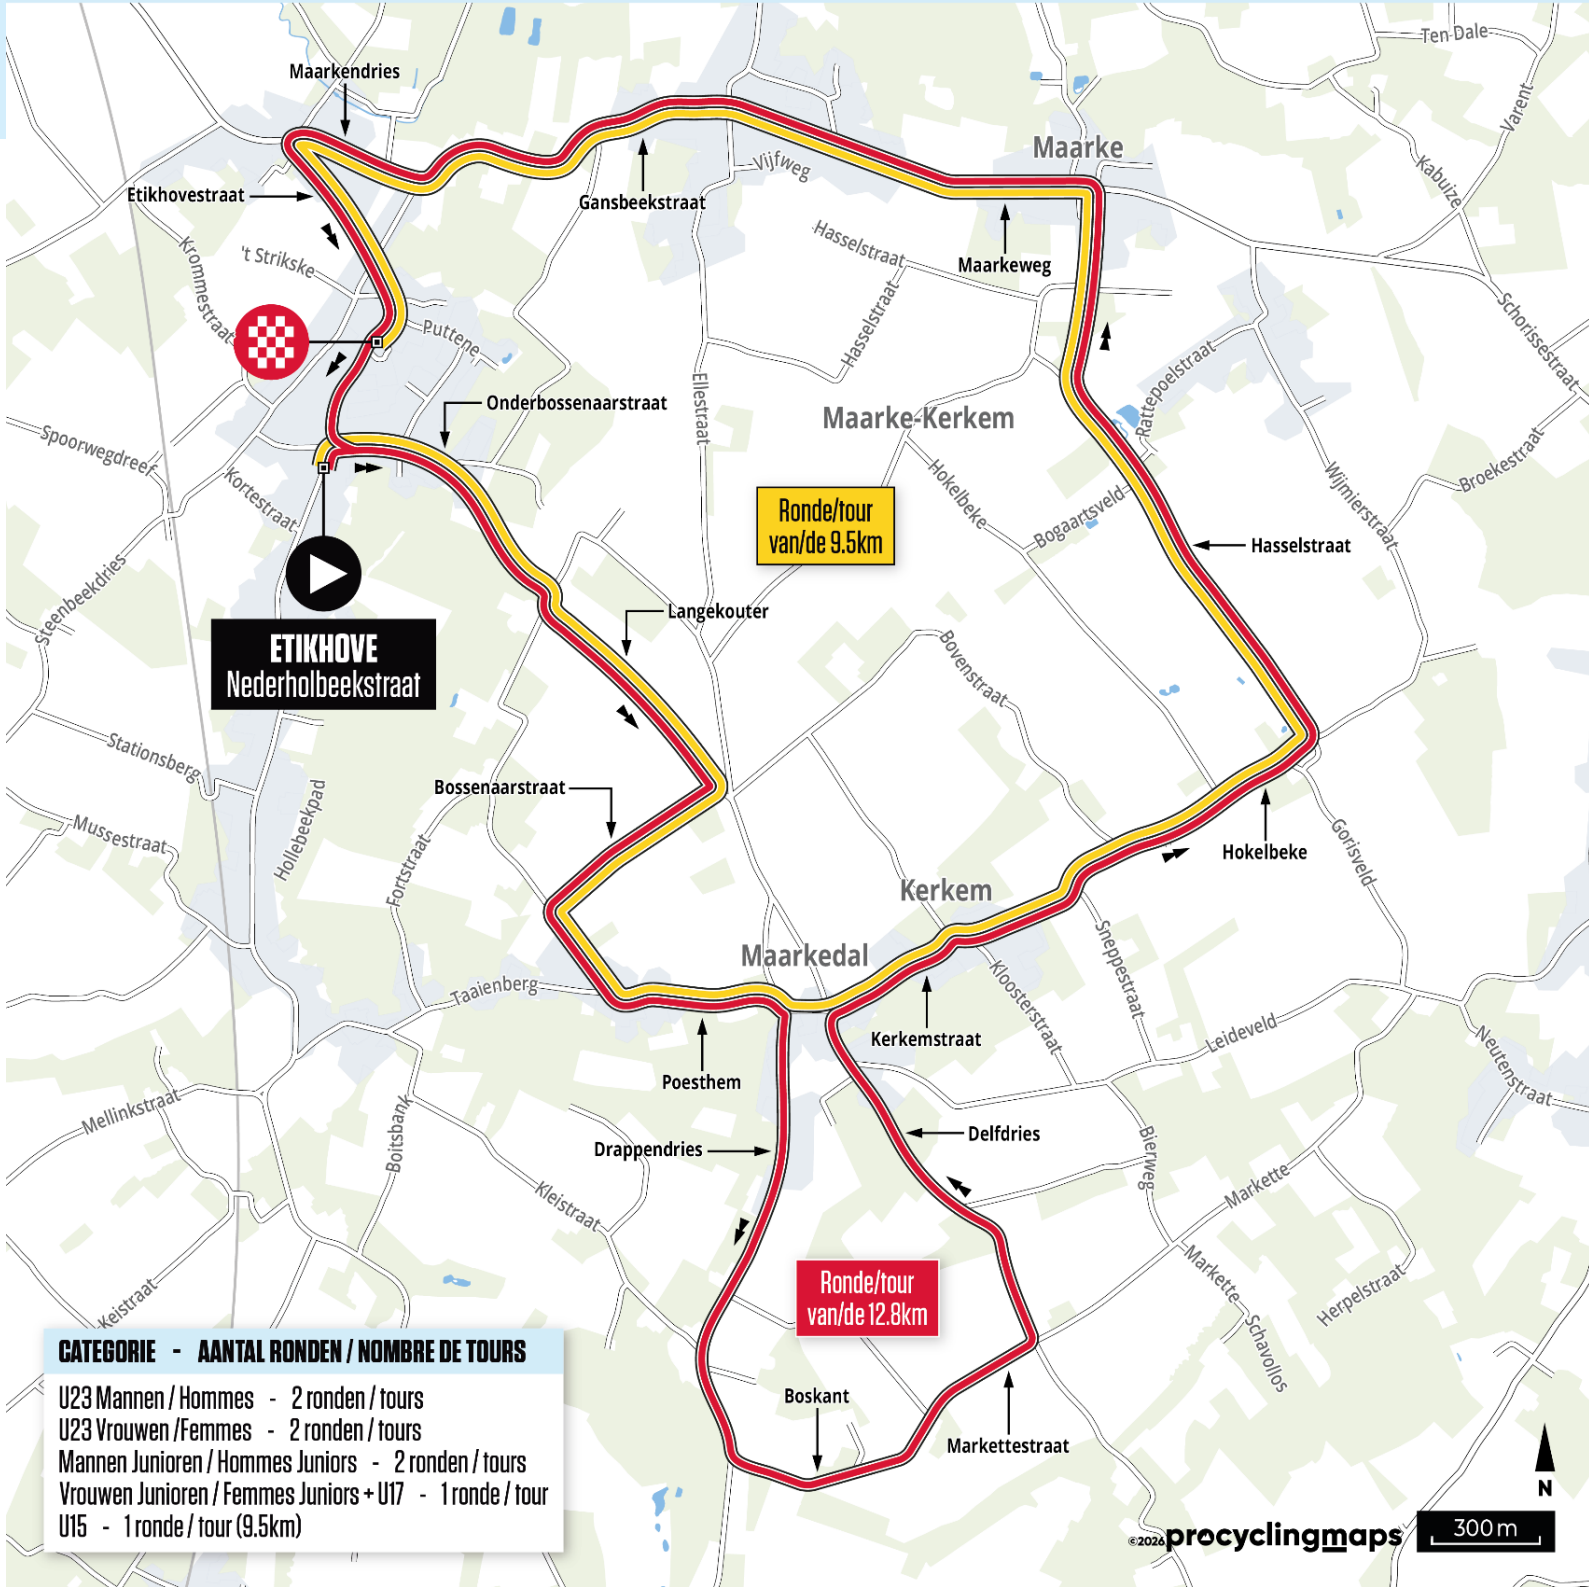 Ten Dale
Maarkendries
Varent
Maarke
Vijfweg
Kabuize
Etikhovestraat
Gansbeekstraat
Krommestraat
't Strikske
Hasselstraat
Maarkeweg
Schorissestraat
Puttene
Hasselstraat
Rattepoelstraat
Ellestraat
Onderbossenaarstraat
Maarke-Kerkem
Spoorwegdreef
Kortestraat
Hokelbeke
Bogaartsveld
Wijmierstraat
Broekestraat
Ronde/tour
van/de 9.5km
Hasselstraat
Steenbeekdries
Langekouter
ETIKHOVE
Nederholbeekstraat
Bovenstraat
Stationsberg
Bossenaarstraat
Hollebeekpad
Mussestraat
Fortstraat
Hokelbeke
Gorisveld
Kerkem
Maarkedal
Sneppestraat
Taaienberg
Kloosterstraat
Kerkemstraat
Leideveld
Neutenstraat
Poesthem
Mellinkstraat
Boitsbank
Drappendries
Delfdries
Bierweg
Kleistraat
Markette
Markette
Schavollos
Herpelstraat
Keistraat
Ronde/tour
van/de 12.8km
Boskant
Markettestraat
CATEGORIE - AANTAL RONDEN / NOMBRE DE TOURS
U23 Mannen / Hommes - 2 ronden / tours
U23 Vrouwen /Femmes - 2 ronden / tours
Mannen Junioren / Hommes Juniors - 2 ronden / tours
Vrouwen Junioren / Femmes Juniors + U17 - 1 ronde / tour
U15 - 1 ronde / tour (9.5km)
N
©2026 procyclingmaps
300 m